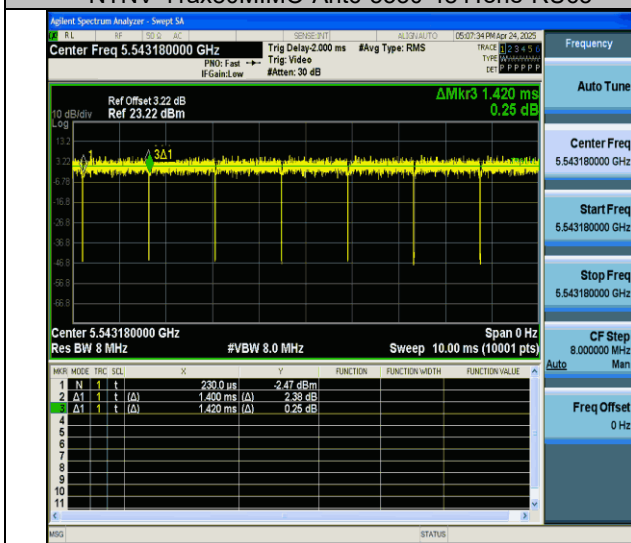 Agilent Spectrum Analyzer - Swept SA
RL RF 50 Ω AC SENSE:INT ALIGNAUTO 05:07:34 PM Apr 24, 2025
Center Freq 5.543180000 GHz
PNO: Fast
IFGain:Low
Trig Delay-2.000 ms
Trig: Video
#Atten: 30 dB
#Avg Type: RMS
TRACE 1 2 3 4 5 6
TYPE
DET P P P P P P
Frequency
ΔMkr3 1.420 ms
0.25 dB
Ref Offset 3.22 dB
10 dB/div Ref 23.22 dBm
Log
13.2
3.22
-6.78
-16.8
-26.8
-36.8
-46.8
-56.8
-66.8
1
3Δ1
Center 5.543180000 GHz Span 0 Hz
Res BW 8 MHz #VBW 8.0 MHz Sweep 10.00 ms (10001 pts)
MKR MODE TRC SCL X Y FUNCTION FUNCTION WIDTH FUNCTION VALUE
1 N 1 t 230.0 µs -2.47 dBm
2 Δ1 1 t (Δ) 1.400 ms (Δ) 2.38 dB
3 Δ1 1 t (Δ) 1.420 ms (Δ) 0.25 dB
4
5
6
7
8
9
10
11
MSG STATUS
Auto Tune
Center Freq
5.543180000 GHz
Start Freq
5.543180000 GHz
Stop Freq
5.543180000 GHz
CF Step
8.000000 MHz
Auto Man
Freq Offset
0 Hz